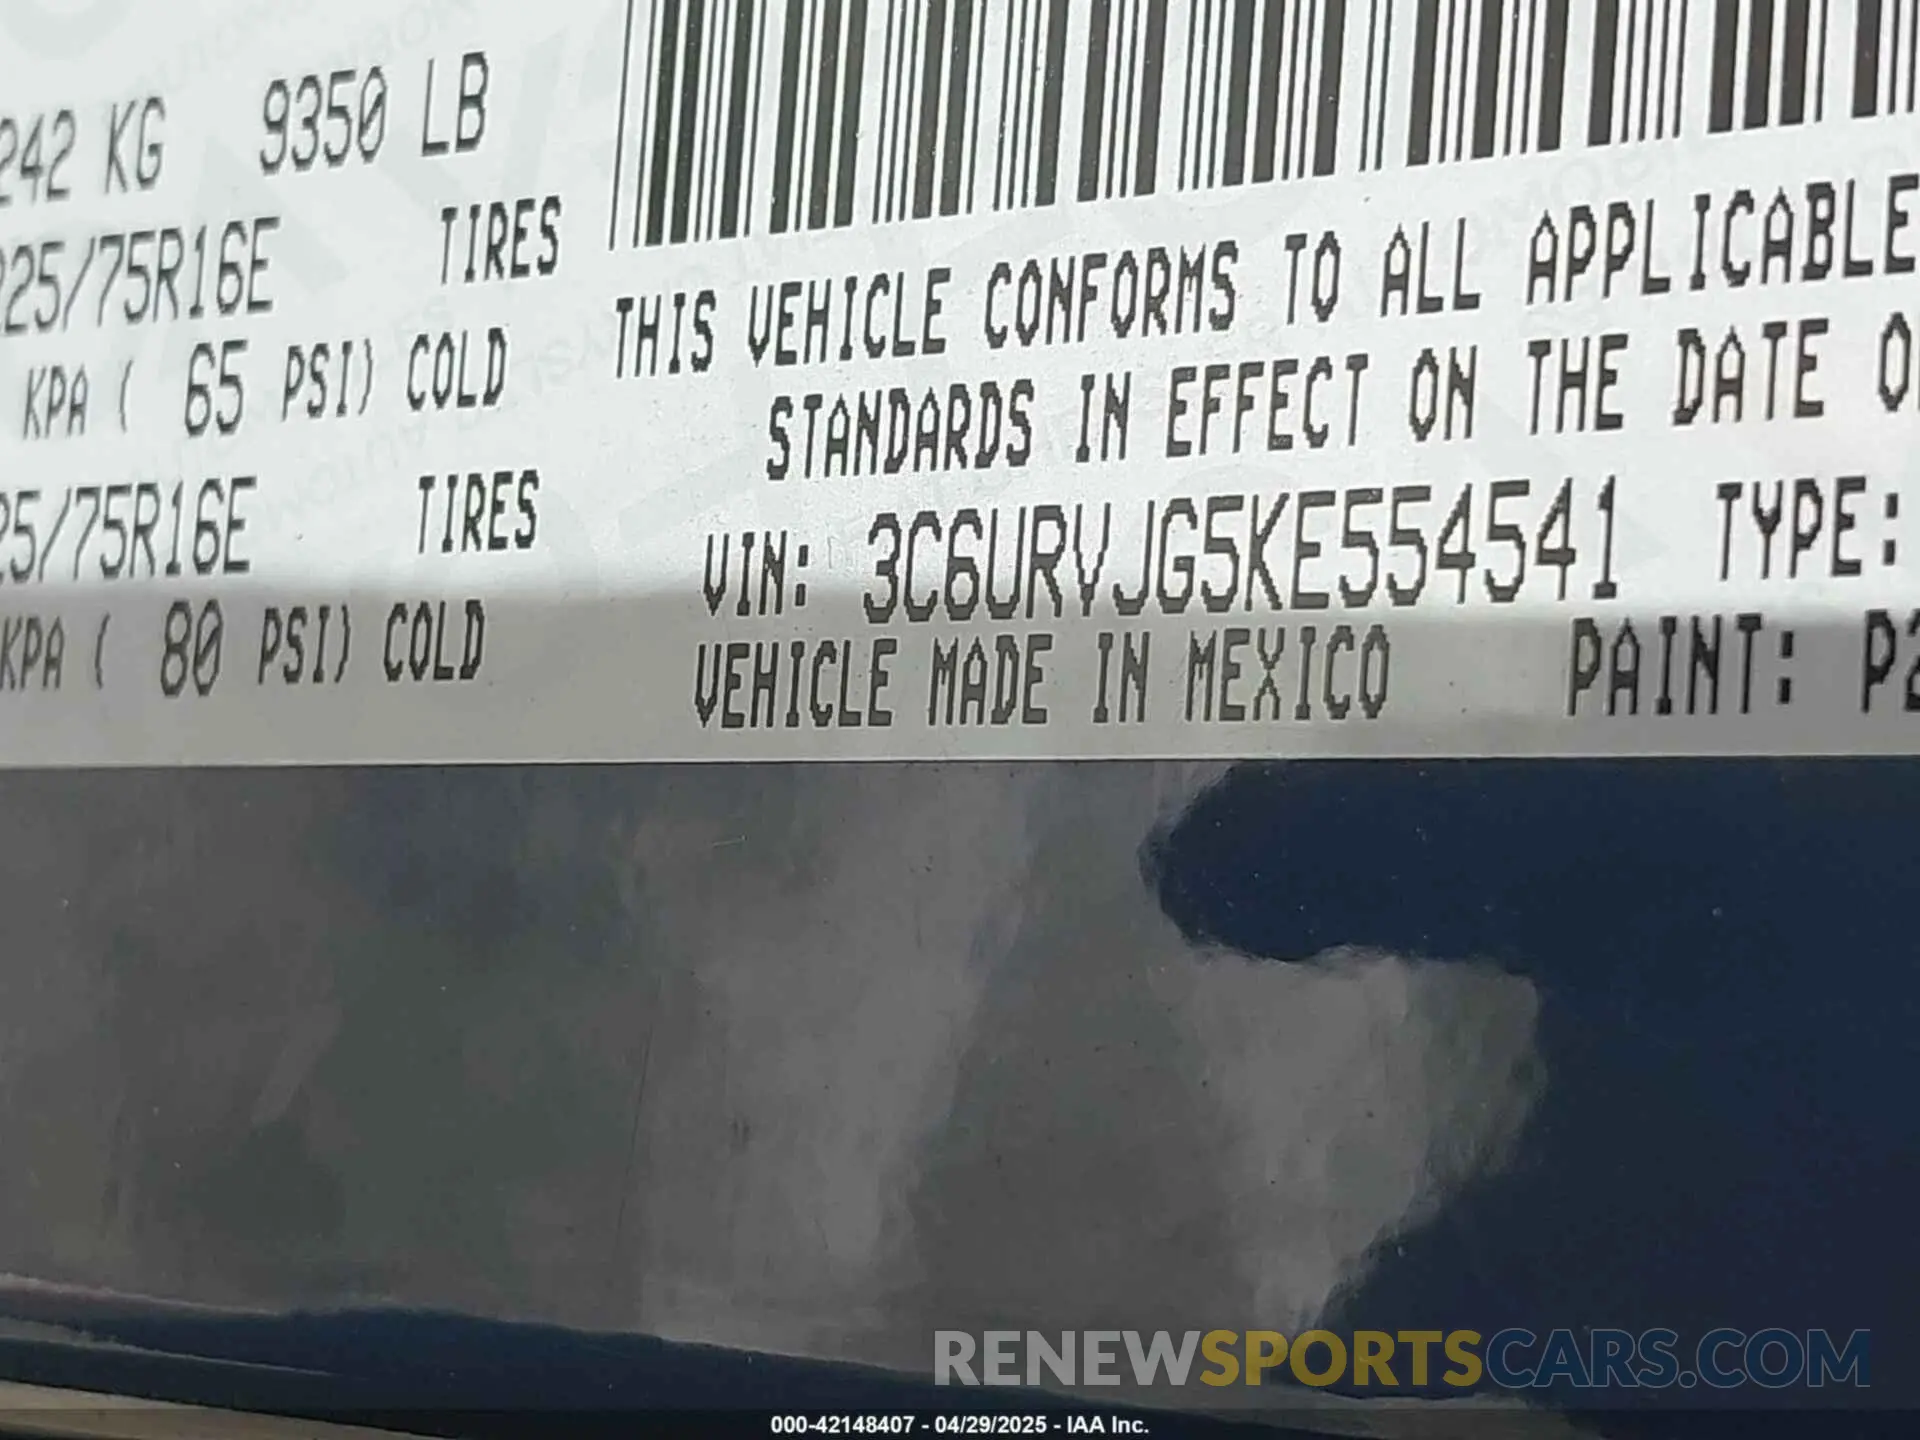 242 KG 9350 LB
225/75R16E TIRES
KPA ( 65 PSI) COLD
25/75R16E TIRES
KPA ( 80 PSI) COLD
THIS VEHICLE CONFORMS TO ALL APPLICABLE
STANDARDS IN EFFECT ON THE DATE O
VIN: 3C6URVJG5KE554541 TYPE:
VEHICLE MADE IN MEXICO PAINT: P2
RENEWSPORTSCARS.COM
000-42148407 - 04/29/2025 - IAA Inc.